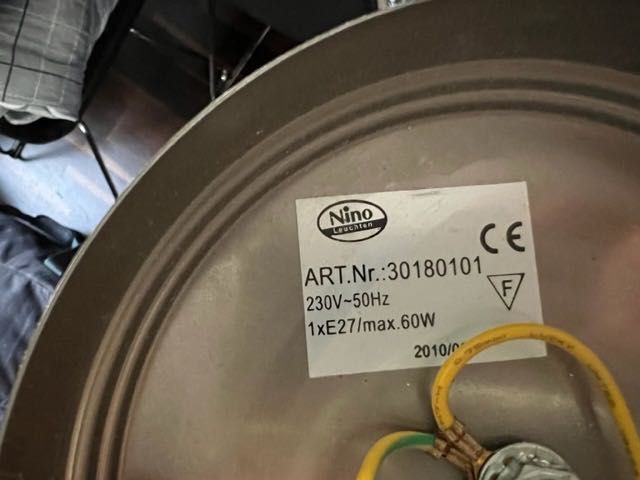 Nino
Leuchten
CE
ART.Nr.:30180101
F
230V~50Hz
1xE27/max.60W